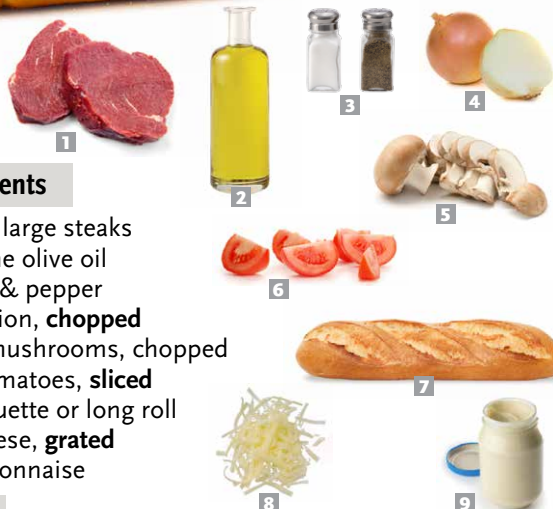 ents
large steaks
ne olive oil
& pepper
ion, chopped
mushrooms, chopped
matoes, sliced
uette or long roll
ese, grated
onnaise
1
2
3
4
5
6
7
8
9